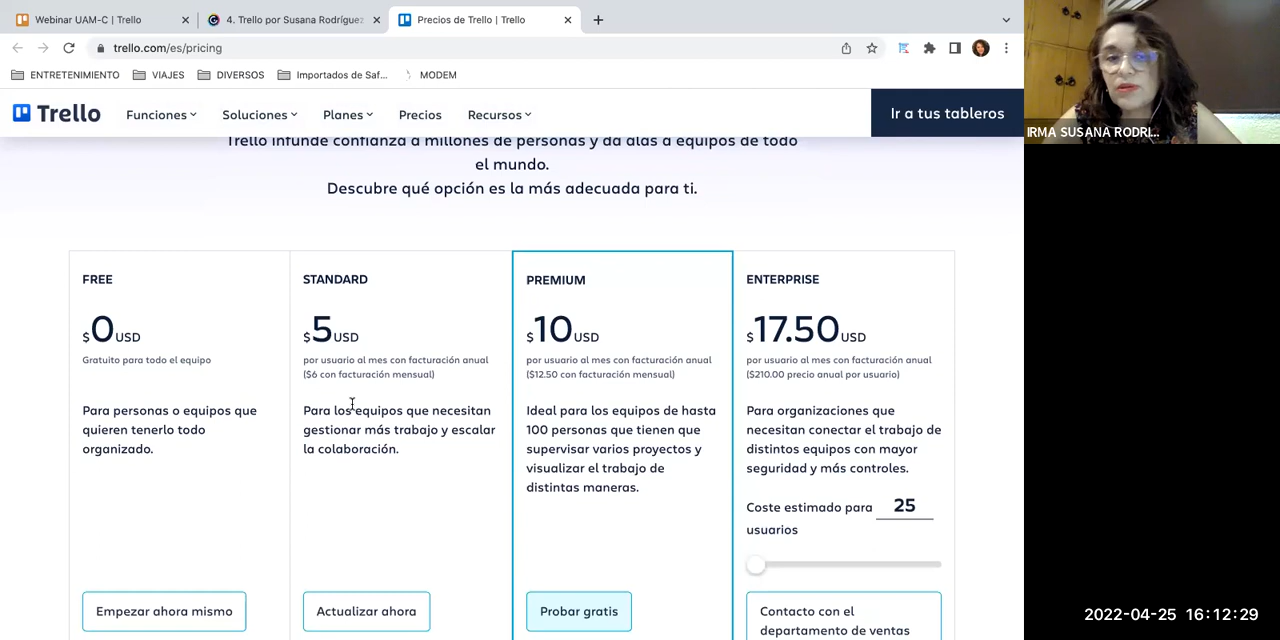 Webinar UAM-C | Trello
4. Trello por Susana Rodríguez
Precios de Trello | Trello
trello.com/es/pricing
ENTRETENIMIENTO
VIAJES
DIVERSOS
Importados de Saf...
MODEM
Trello
Funciones
Soluciones
Planes
Precios
Recursos
Ir a tus tableros
IRMA SUSANA RODRI...
Trello infunde confianza a millones de personas y da alas a equipos de todo
el mundo.
Descubre qué opción es la más adecuada para ti.
FREE
$0 USD
Gratuito para todo el equipo
Para personas o equipos que
quieren tenerlo todo
organizado.
Empezar ahora mismo
STANDARD
$5 USD
por usuario al mes con facturación anual
($6 con facturación mensual)
Para los equipos que necesitan
gestionar más trabajo y escalar
la colaboración.
Actualizar ahora
PREMIUM
$10 USD
por usuario al mes con facturación anual
($12.50 con facturación mensual)
Ideal para los equipos de hasta
100 personas que tienen que
supervisar varios proyectos y
visualizar el trabajo de
distintas maneras.
Probar gratis
ENTERPRISE
$17.50 USD
por usuario al mes con facturación anual
($210.00 precio anual por usuario)
Para organizaciones que
necesitan conectar el trabajo de
distintos equipos con mayor
seguridad y más controles.
Coste estimado para 25
usuarios
Contacto con el
departamento de ventas
2022-04-25 16:12:29